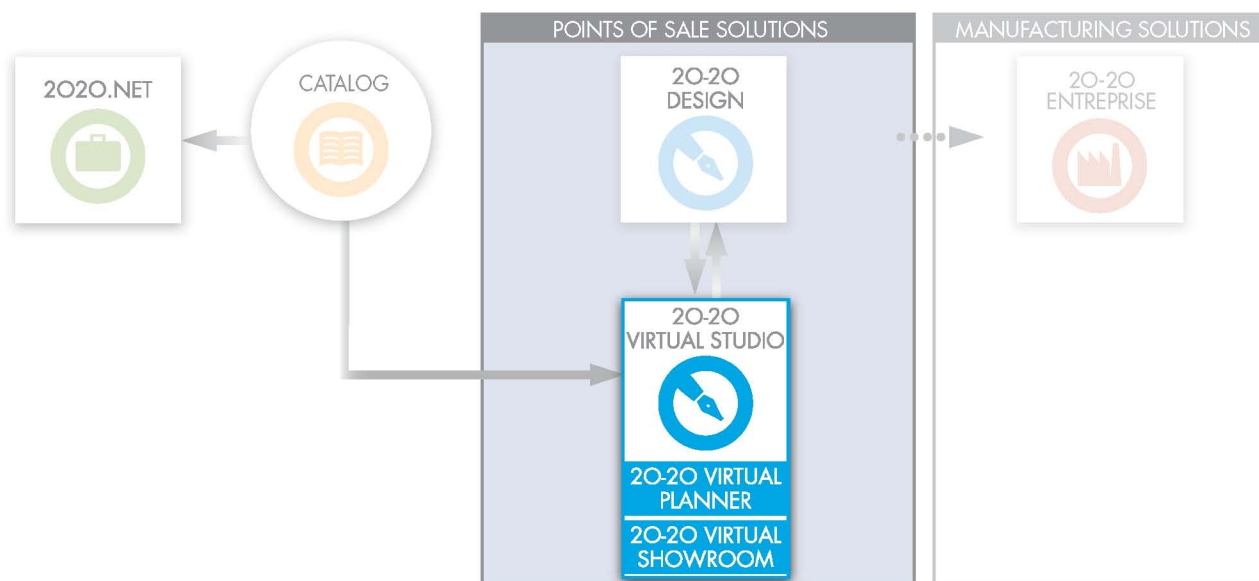 POINTS OF SALE SOLUTIONS
MANUFACTURING SOLUTIONS
2020.NET
CATALOG
20-20
DESIGN
20-20
ENTREPRISE
20-20
VIRTUAL STUDIO
20-20 VIRTUAL
PLANNER
20-20 VIRTUAL
SHOWROOM